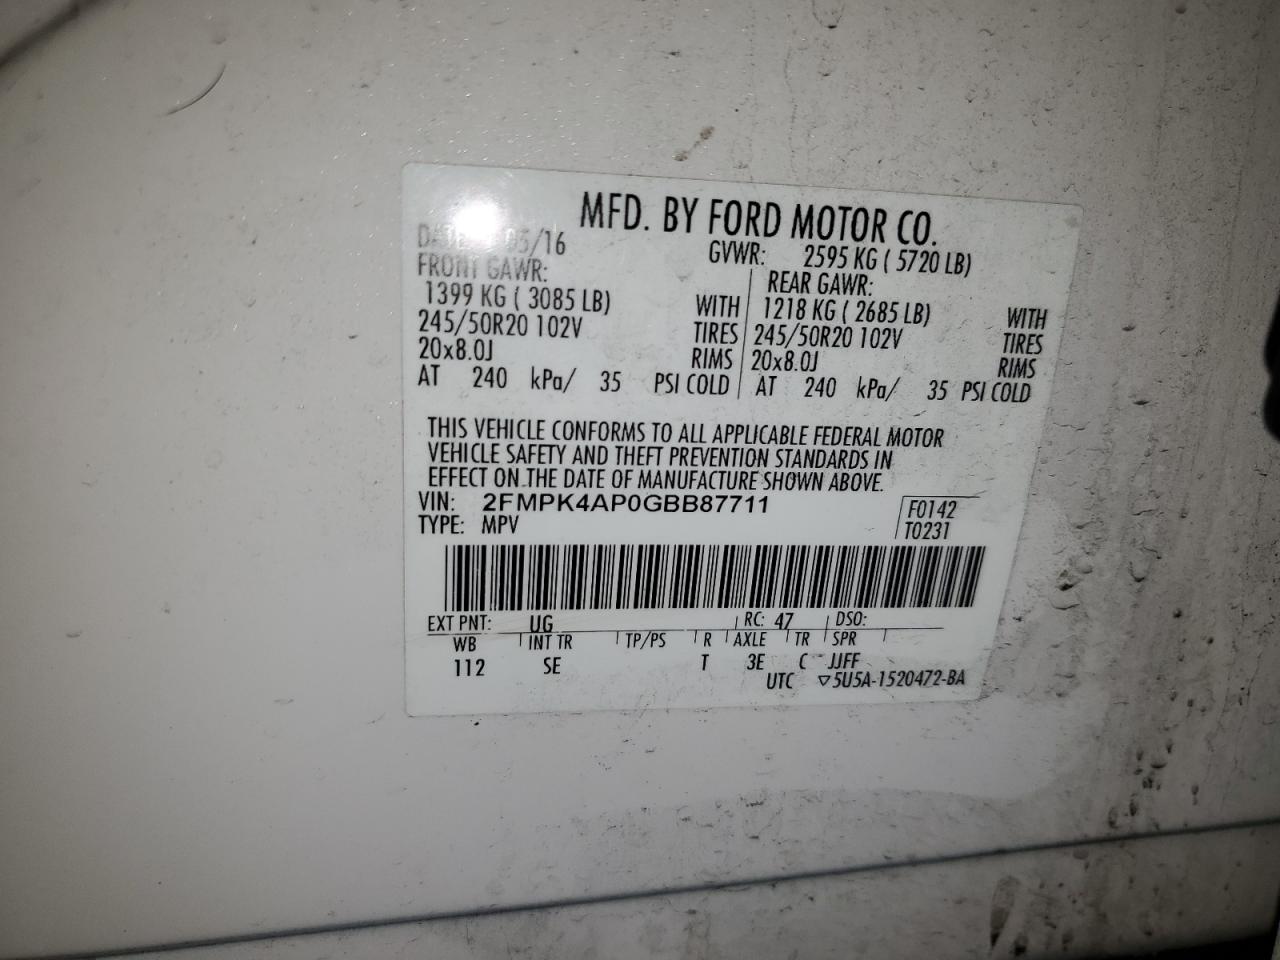 MFD. BY FORD MOTOR CO.
DATE: 05/16 GVWR: 2595 KG ( 5720 LB)
FRONT GAWR: REAR GAWR:
1399 KG ( 3085 LB) WITH 1218 KG ( 2685 LB) WITH
245/50R20 102V TIRES 245/50R20 102V TIRES
20x8.0J RIMS 20x8.0J RIMS
AT 240 kPa/ 35 PSI COLD AT 240 kPa/ 35 PSI COLD
THIS VEHICLE CONFORMS TO ALL APPLICABLE FEDERAL MOTOR
VEHICLE SAFETY AND THEFT PREVENTION STANDARDS IN
EFFECT ON THE DATE OF MANUFACTURE SHOWN ABOVE.
VIN: 2FMPK4AP0GBB87711 F0142
TYPE: MPV T0231
EXT PNT: UG RC: 47 DSO:
WB INT TR TP/PS R AXLE TR SPR
112 SE T 3E C JJFF
UTC ▽5U5A-1520472-BA